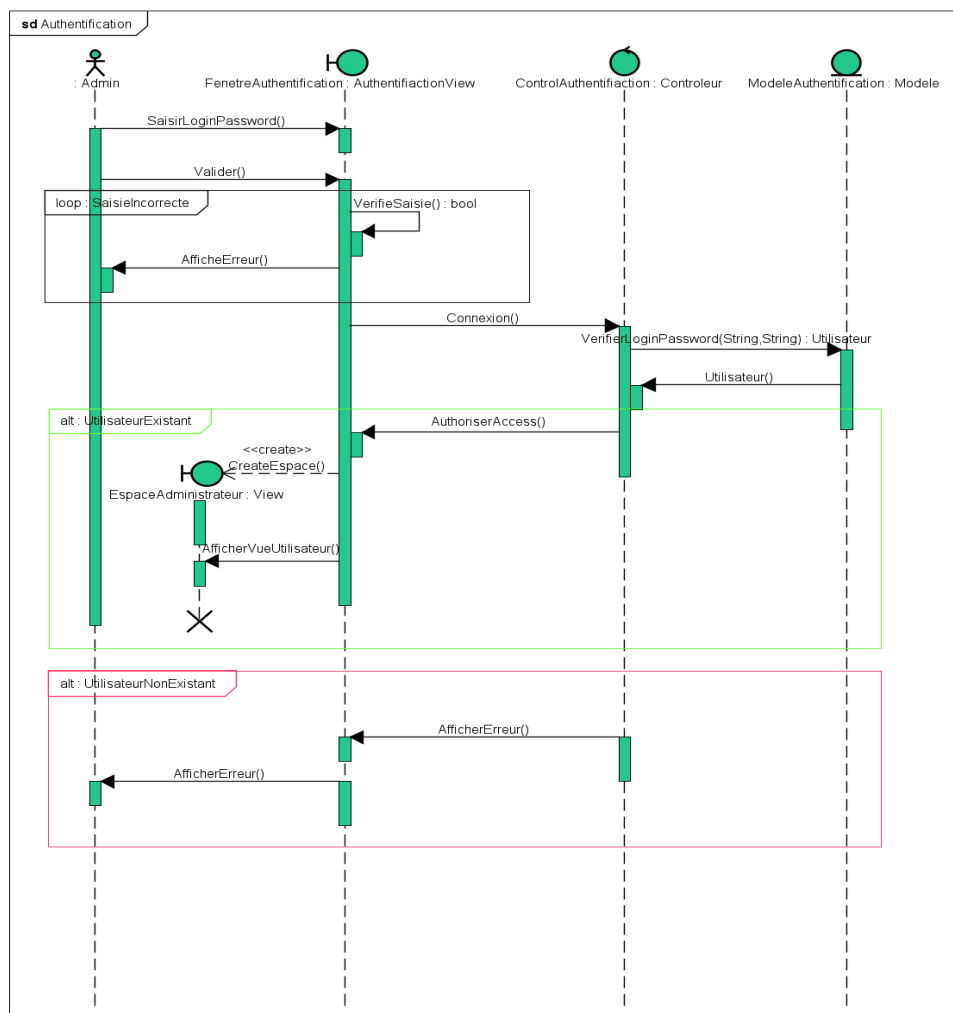 sd Authentification
: Admin
FenetreAuthentification : AuthentifiactionView
ControlAuthentifiaction : Controleur
ModeleAuthentification : Modele
SaisirLoginPassword()
Valider()
loop : SaisieIncorrecte
VerifieSaisie() : bool
AfficheErreur()
Connexion()
VerifierLoginPassword(String,String) : Utilisateur
Utilisateur()
alt : UtilisateurExistant
AuthoriserAccess()
<<create>>
CreateEspace()
EspaceAdministrateur : View
AfficherVueUtilisateur()
alt : UtilisateurNonExistant
AfficherErreur()
AfficherErreur()